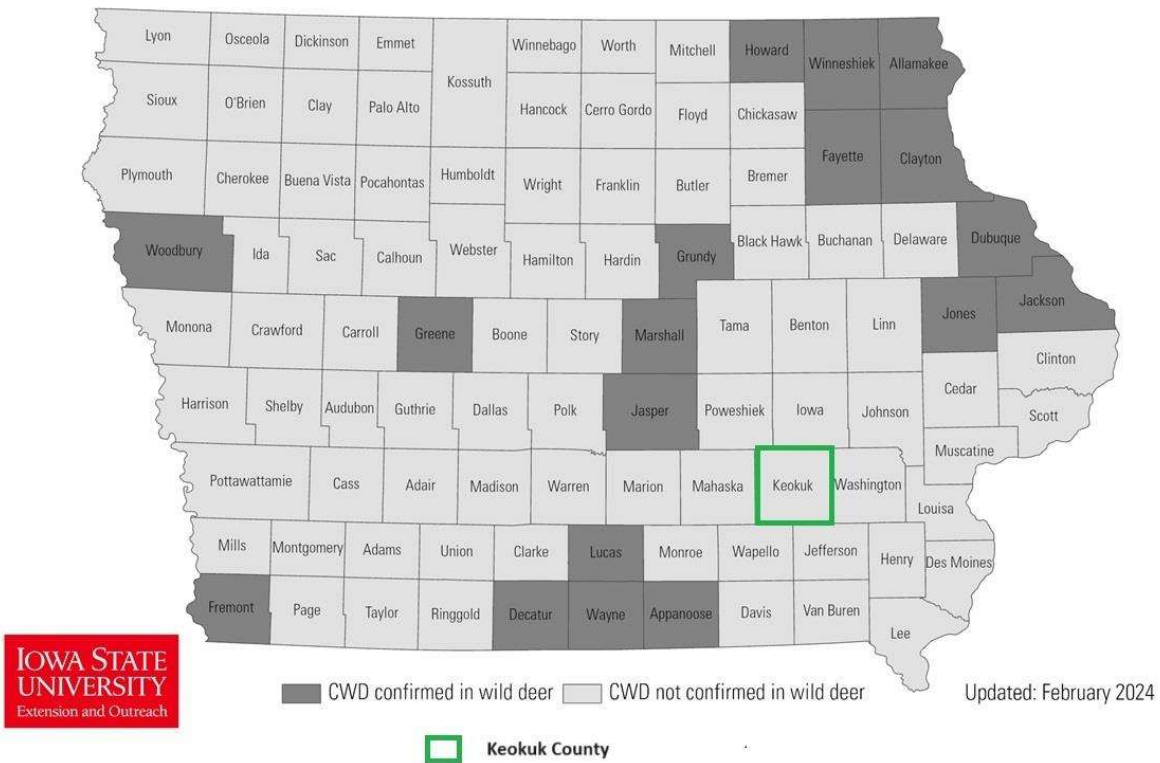 Lyon Osceola Dickinson Emmet Winnebago Worth Mitchell Howard Winneshiek Allamakee
Kossuth
Sioux O'Brien Clay Palo Alto Hancock Cerro Gordo Floyd Chickasaw
Fayette Clayton
Plymouth Cherokee Buena Vista Pocahontas Humboldt Wright Franklin Butler Bremer
Woodbury Ida Sac Calhoun Webster Hamilton Hardin Grundy Black Hawk Buchanan Delaware Dubuque
Monona Crawford Carroll Greene Boone Story Marshall Tama Benton Linn Jones Jackson
Clinton
Harrison Shelby Audubon Guthrie Dallas Polk Jasper Poweshiek Iowa Johnson Cedar Scott
Muscatine
Pottawattamie Cass Adair Madison Warren Marion Mahaska Keokuk Washington
Louisa
Mills Montgomery Adams Union Clarke Lucas Monroe Wapello Jefferson Henry Des Moines
Fremont Page Taylor Ringgold Decatur Wayne Appanoose Davis Van Buren
Lee
IOWA STATE
UNIVERSITY
Extension and Outreach
CWD confirmed in wild deer CWD not confirmed in wild deer Updated: February 2024
Keokuk County